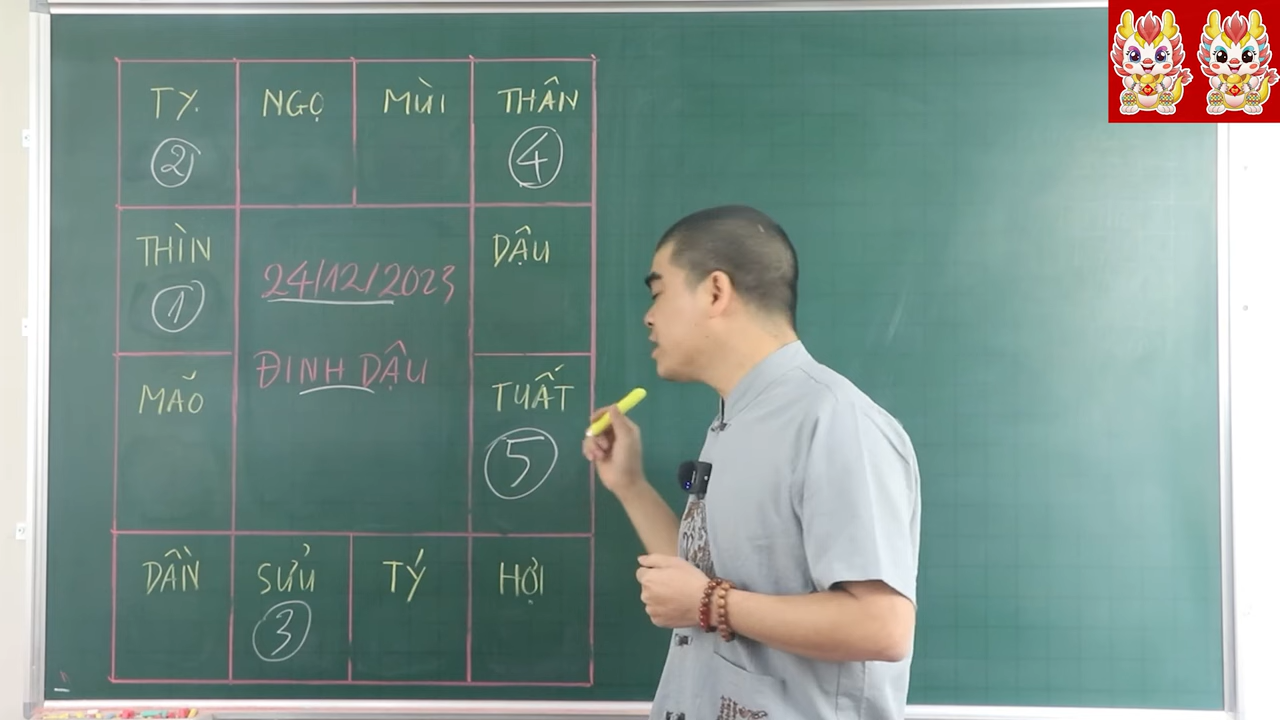 TỴ NGỌ MÙI THÂN
② ④
THÌN DẬU
①
24/12/2023
ĐINH DẬU
MÃO TUẤT
⑤
DẦN SỬU TÝ HỢI
③